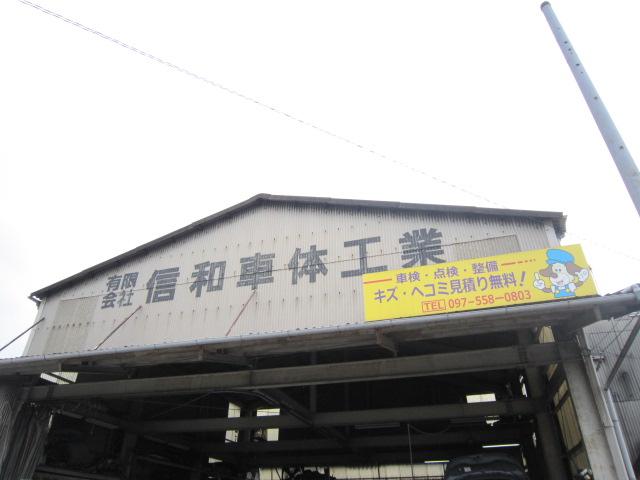 有限会社 信和車体工業
車検・点検・整備
キズ・ヘコミ見積り無料!
TEL 097-558-0803